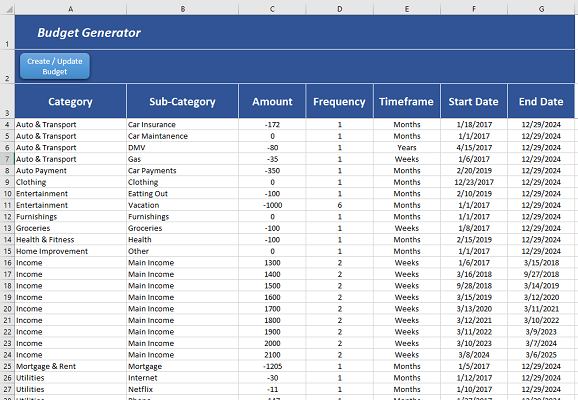 A B C D E F G
1 Budget Generator
2 Create / Update
Budget
3 Category Sub-Category Amount Frequency Timeframe Start Date End Date
4 Auto & Transport Car Insurance -172 1 Months 1/18/2017 12/29/2024
5 Auto & Transport Car Maintanence 0 1 Months 1/1/2017 12/29/2024
6 Auto & Transport DMV -80 1 Years 4/15/2017 12/29/2024
7 Auto & Transport Gas -35 1 Weeks 1/6/2017 12/29/2024
8 Auto Payment Car Payments -350 1 Months 2/20/2019 12/29/2024
9 Clothing Clothing 0 1 Months 12/23/2017 12/29/2024
10 Entertainment Eatting Out -100 1 Months 2/10/2019 12/29/2024
11 Entertainment Vacation -1000 6 Months 1/1/2017 12/29/2024
12 Furnishings Furnishings 0 1 Months 1/1/2017 12/29/2024
13 Groceries Groceries -100 1 Weeks 1/8/2017 12/29/2024
14 Health & Fitness Health -100 1 Months 2/15/2019 12/29/2024
15 Home Improvement Other 0 1 Months 1/1/2017 12/29/2024
16 Income Main Income 1300 2 Weeks 1/6/2017 3/15/2018
17 Income Main Income 1400 2 Weeks 3/16/2018 9/27/2018
18 Income Main Income 1500 2 Weeks 9/28/2018 3/14/2019
19 Income Main Income 1600 2 Weeks 3/15/2019 3/12/2020
20 Income Main Income 1700 2 Weeks 3/13/2020 3/11/2021
21 Income Main Income 1800 2 Weeks 3/12/2021 3/10/2022
22 Income Main Income 1900 2 Weeks 3/11/2022 3/9/2023
23 Income Main Income 2000 2 Weeks 3/10/2023 3/7/2024
24 Income Main Income 2100 2 Weeks 3/8/2024 3/6/2025
25 Mortgage & Rent Mortgage -1205 1 Months 1/5/2017 12/29/2024
26 Utilities Internet -30 1 Months 1/12/2017 12/29/2024
27 Utilities Netflix -11 1 Months 1/10/2017 12/29/2024